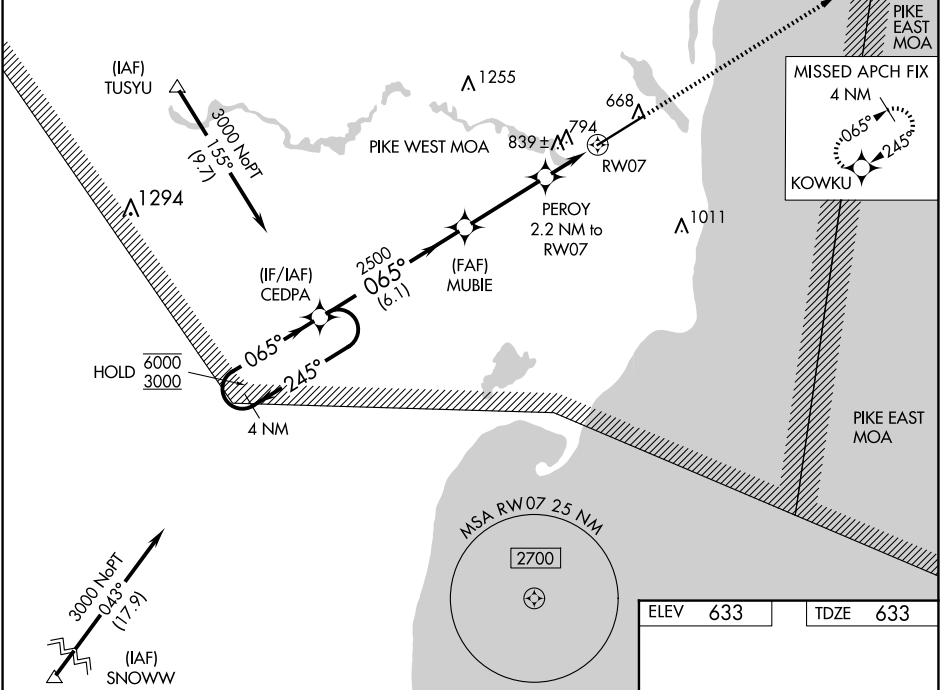 PIKE
EAST
MOA
(IAF)
TUSYU
3000 NoPT
155°
(9.7)
1255
668
794
839 ±
PIKE WEST MOA
RW07
MISSED APCH FIX
4 NM
065°
245°
KOWKU
1294
PEROY
2.2 NM to
RW07
1011
(FAF)
MUBIE
2500
065°
(6.1)
(IF/IAF)
CEDPA
065°
245°
HOLD
6000
3000
4 NM
PIKE EAST
MOA
MSA RW07 25 NM
2700
3000 NoPT
043°
(17.9)
(IAF)
SNOWW
ELEV 633
TDZE 633